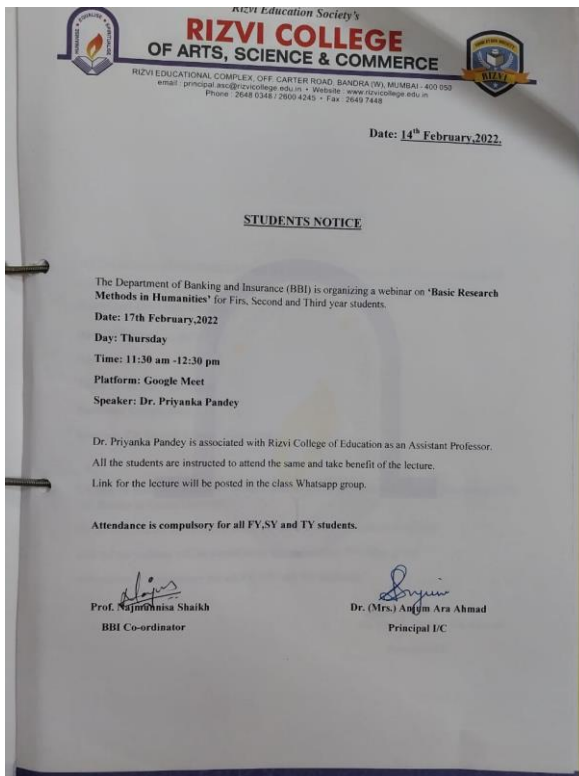 Rizvi Education Society's
RIZVI COLLEGE
OF ARTS, SCIENCE & COMMERCE
RIZVI EDUCATIONAL COMPLEX, OFF. CARTER ROAD, BANDRA (W), MUMBAI - 400 050
email : principal.asc@rizvicollege.edu.in • Website : www.rizvicollege.edu.in
Phone : 2648 0348 / 2600 4245 • Fax : 2649 7448
RIZVI
Date: 14th February,2022.
STUDENTS NOTICE
The Department of Banking and Insurance (BBI) is organizing a webinar on ‘Basic Research
Methods in Humanities’ for Firs, Second and Third year students.
Date: 17th February,2022
Day: Thursday
Time: 11:30 am -12:30 pm
Platform: Google Meet
Speaker: Dr. Priyanka Pandey
Dr. Priyanka Pandey is associated with Rizvi College of Education as an Assistant Professor.
All the students are instructed to attend the same and take benefit of the lecture.
Link for the lecture will be posted in the class Whatsapp group.
Attendance is compulsory for all FY,SY and TY students.
Prof. Najmunnisa Shaikh
BBI Co-ordinator
Dr. (Mrs.) Anjum Ara Ahmad
Principal I/C